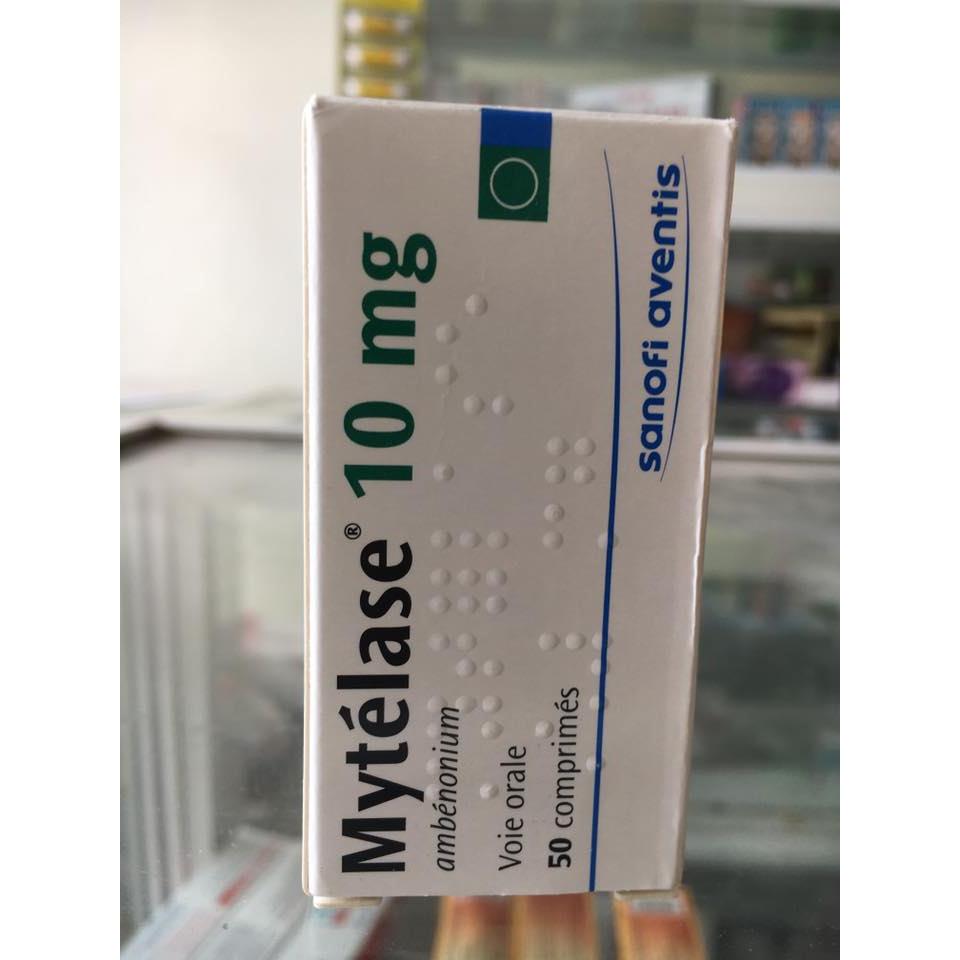 Mytélase® 10 mg
ambénonium
Voie orale
50 comprimés
sanofi aventis